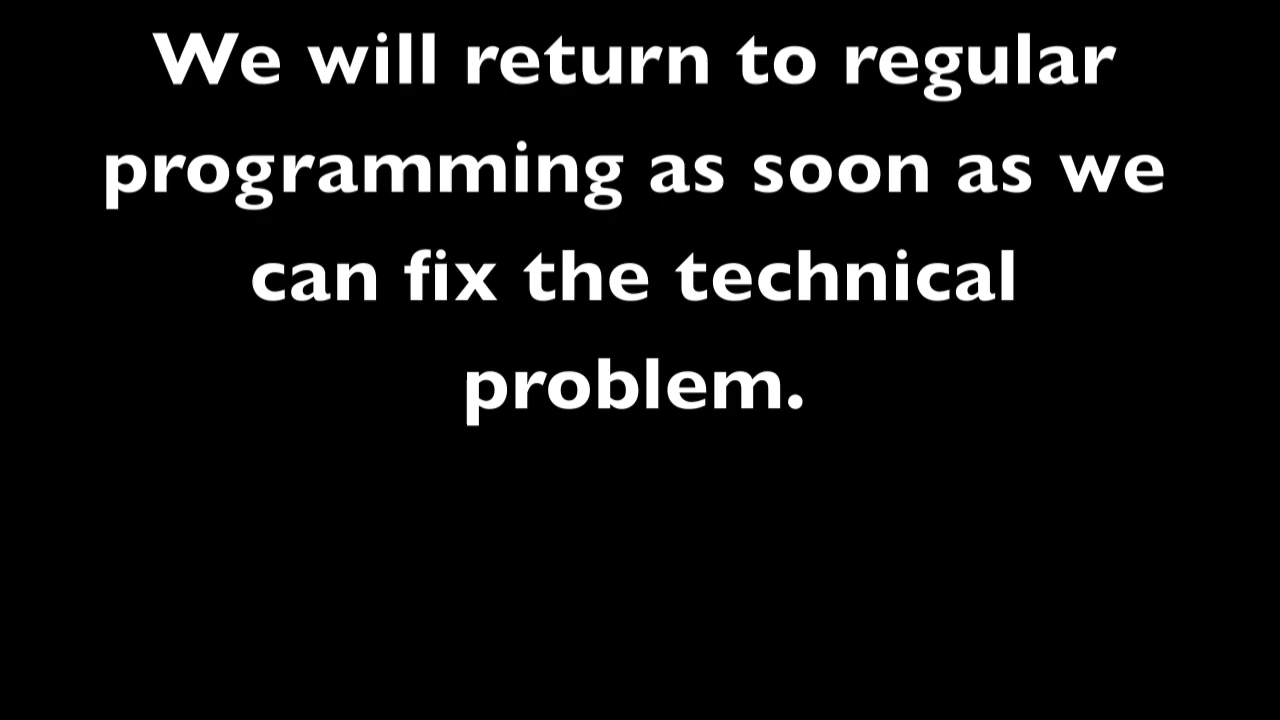 We will return to regular
programming as soon as we
can fix the technical
problem.